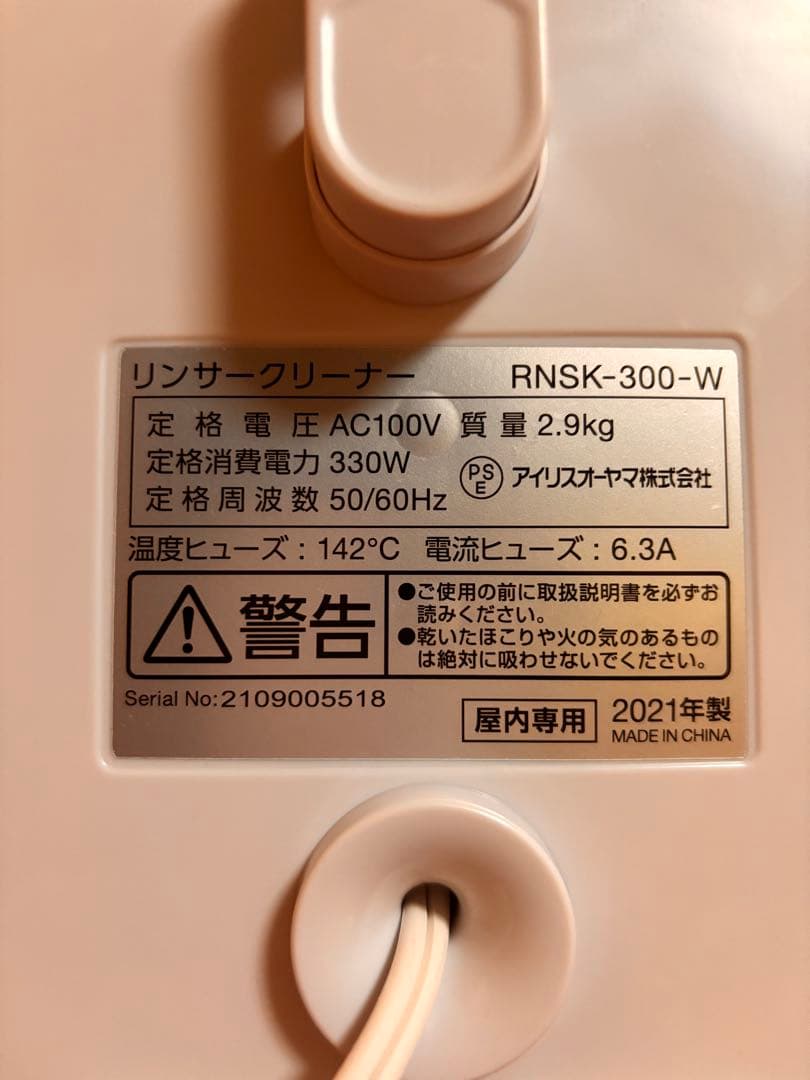 リンサークリーナー RNSK-300-W
定格電圧 AC100V 質量 2.9kg
定格消費電力 330W
PSE アイリスオーヤマ株式会社
定格周波数 50/60Hz
温度ヒューズ：142℃ 電流ヒューズ：6.3A
警告
●ご使用の前に取扱説明書を必ずお
読みください。
●乾いたほこりや火の気のあるもの
は絶対に吸わせないでください。
Serial No:2109005518
屋内専用 2021年製
MADE IN CHINA